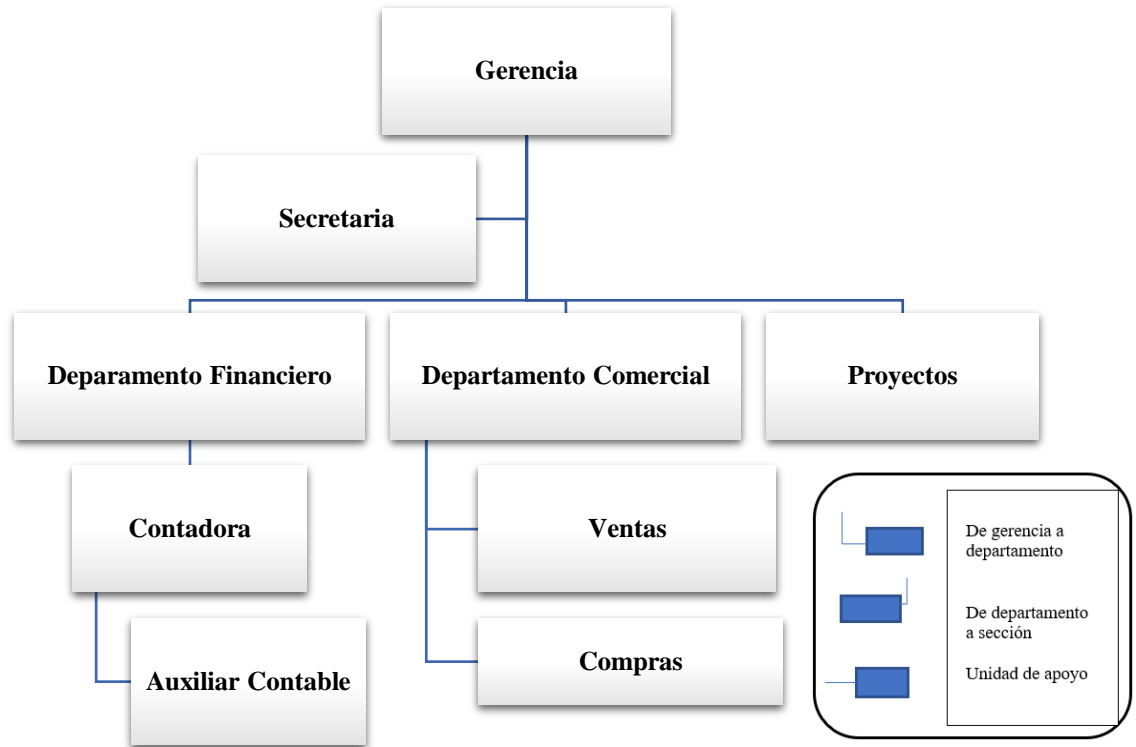 Gerencia
Secretaria
Deparamento Financiero
Departamento Comercial
Proyectos
Contadora
Ventas
Auxiliar Contable
Compras
De gerencia a
departamento
De departamento
a sección
Unidad de apoyo